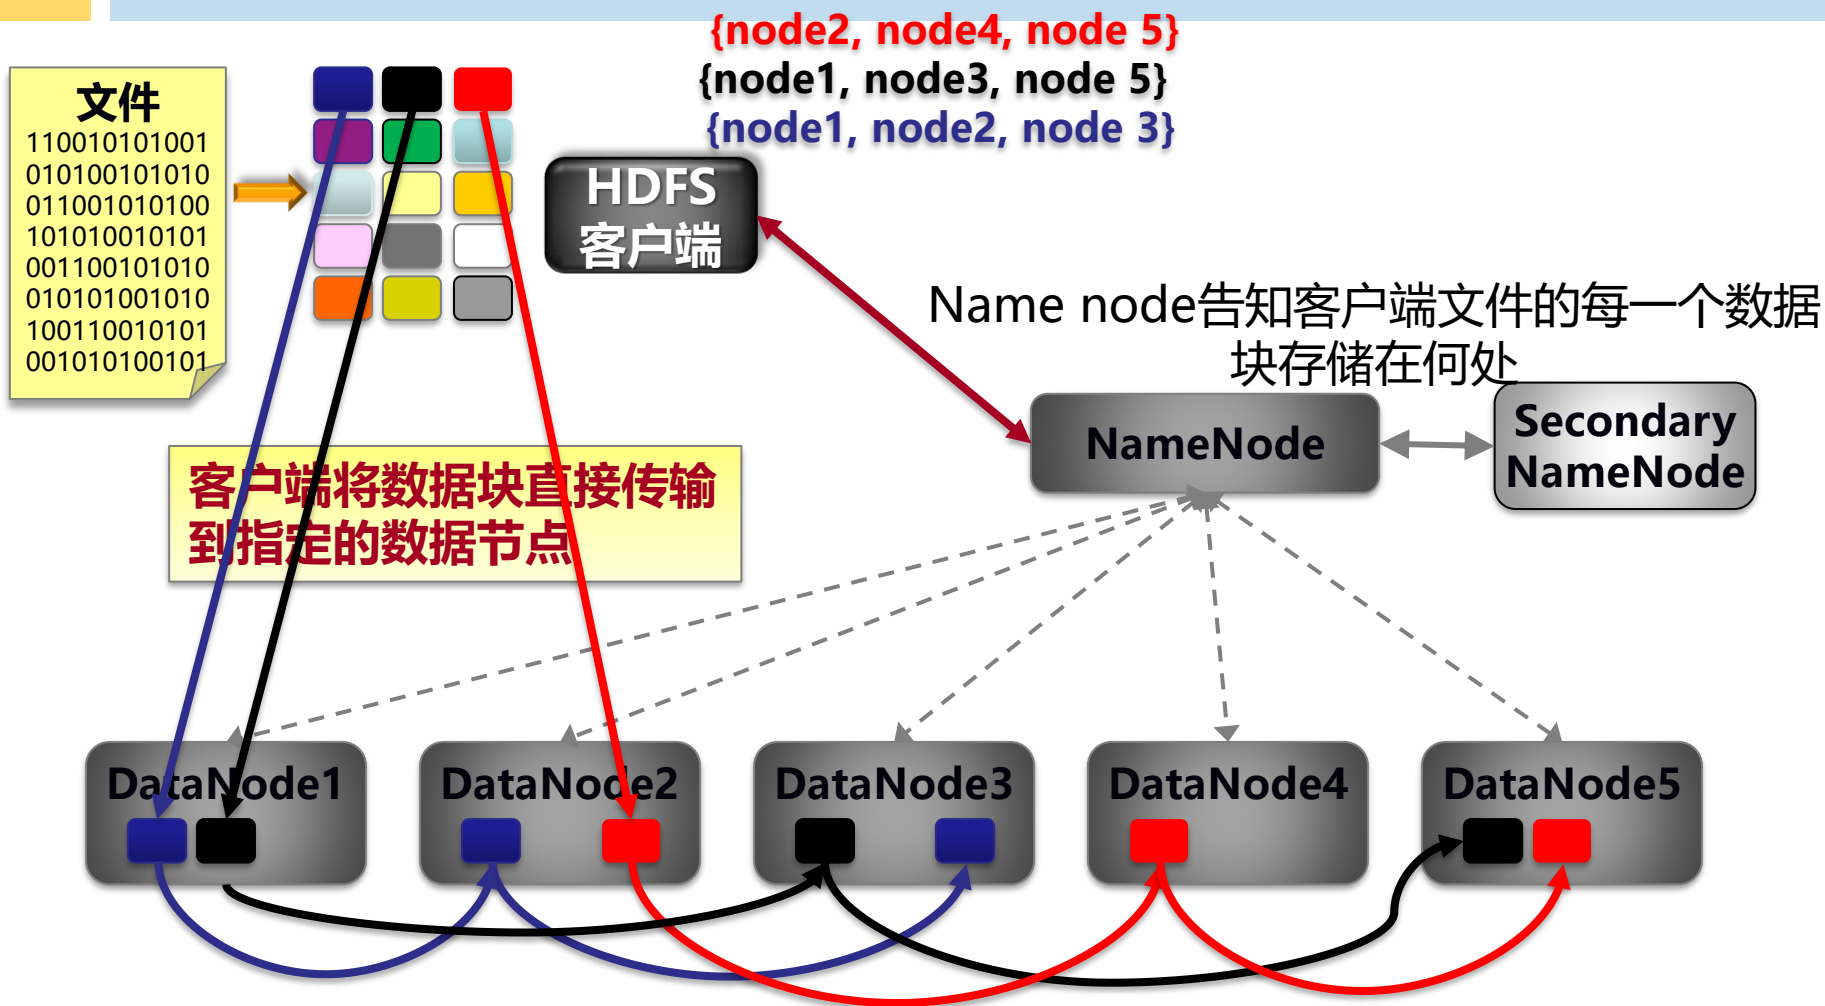 {node2, node4, node 5}
{node1, node3, node 5}
{node1, node2, node 3}
文件
110010101001
010100101010
011001010100
101010010101
001100101010
010101001010
100110010101
001010100101
HDFS
客户端
Name node告知客户端文件的每一个数据
块存储在何处
NameNode
Secondary
NameNode
客户端将数据块直接传输
到指定的数据节点
DataNode1
DataNode2
DataNode3
DataNode4
DataNode5